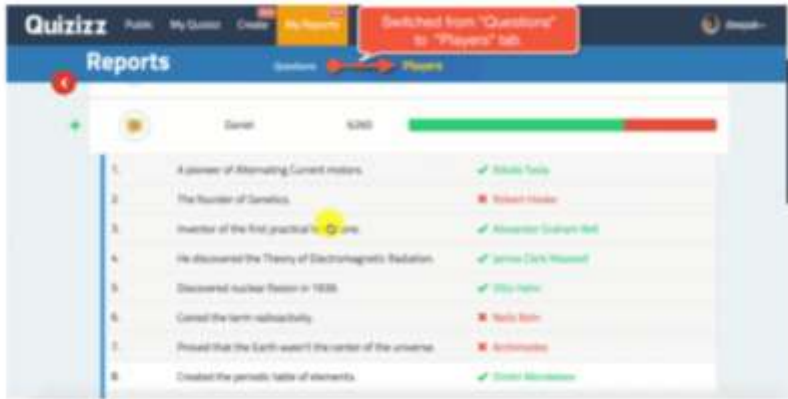 Quizizz Public My Quizzes Create My Reports
Switched from "Questions"
to "Players" tab.
deepak
Reports Questions Players
Daniel
1. A pioneer of Alternating Current motors. Nikola Tesla
2. The founder of Genetics. Robert Hooke
3. Inventor of the first practical Alexander Graham Bell
4. He discovered the Theory of Electromagnetic Radiation. James Clerk Maxwell
5. Discovered nuclear fission in 1938. Otto Hahn
6. Coined the term radioactivity. Neils Bohr
7. Proved that the Earth wasn't the center of the universe. Archimedes
8. Created the periodic table of elements. Dmitri Mendeleev